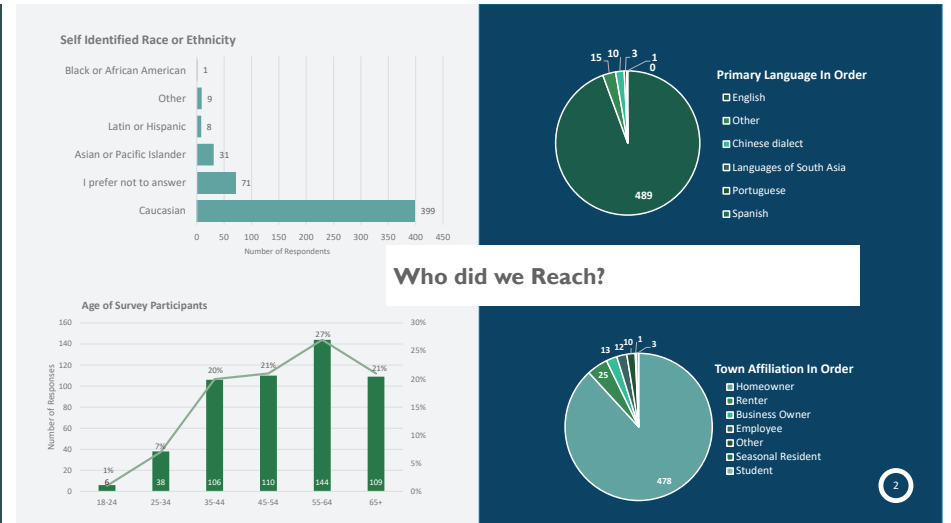 Self Identified Race or Ethnicity
Black or African American 1
Other 9
Latin or Hispanic 8
Asian or Pacific Islander 31
I prefer not to answer 71
Caucasian 399
0 50 100 150 200 250 300 350 400 450
Number of Respondents
15 10 3 1
0
489
Primary Language In Order
English
Other
Chinese dialect
Languages of South Asia
Portuguese
Spanish
Who did we Reach?
Age of Survey Participants
Number of Responses
160
140
120
100
80
60
40
20
0
30%
25%
20%
15%
10%
5%
0%
1% 7% 20% 21% 27% 21%
6 38 106 110 144 109
18-24 25-34 35-44 45-54 55-64 65+
13 12 10 1 3
25
478
Town Affiliation In Order
Homeowner
Renter
Business Owner
Employee
Other
Seasonal Resident
Student
2